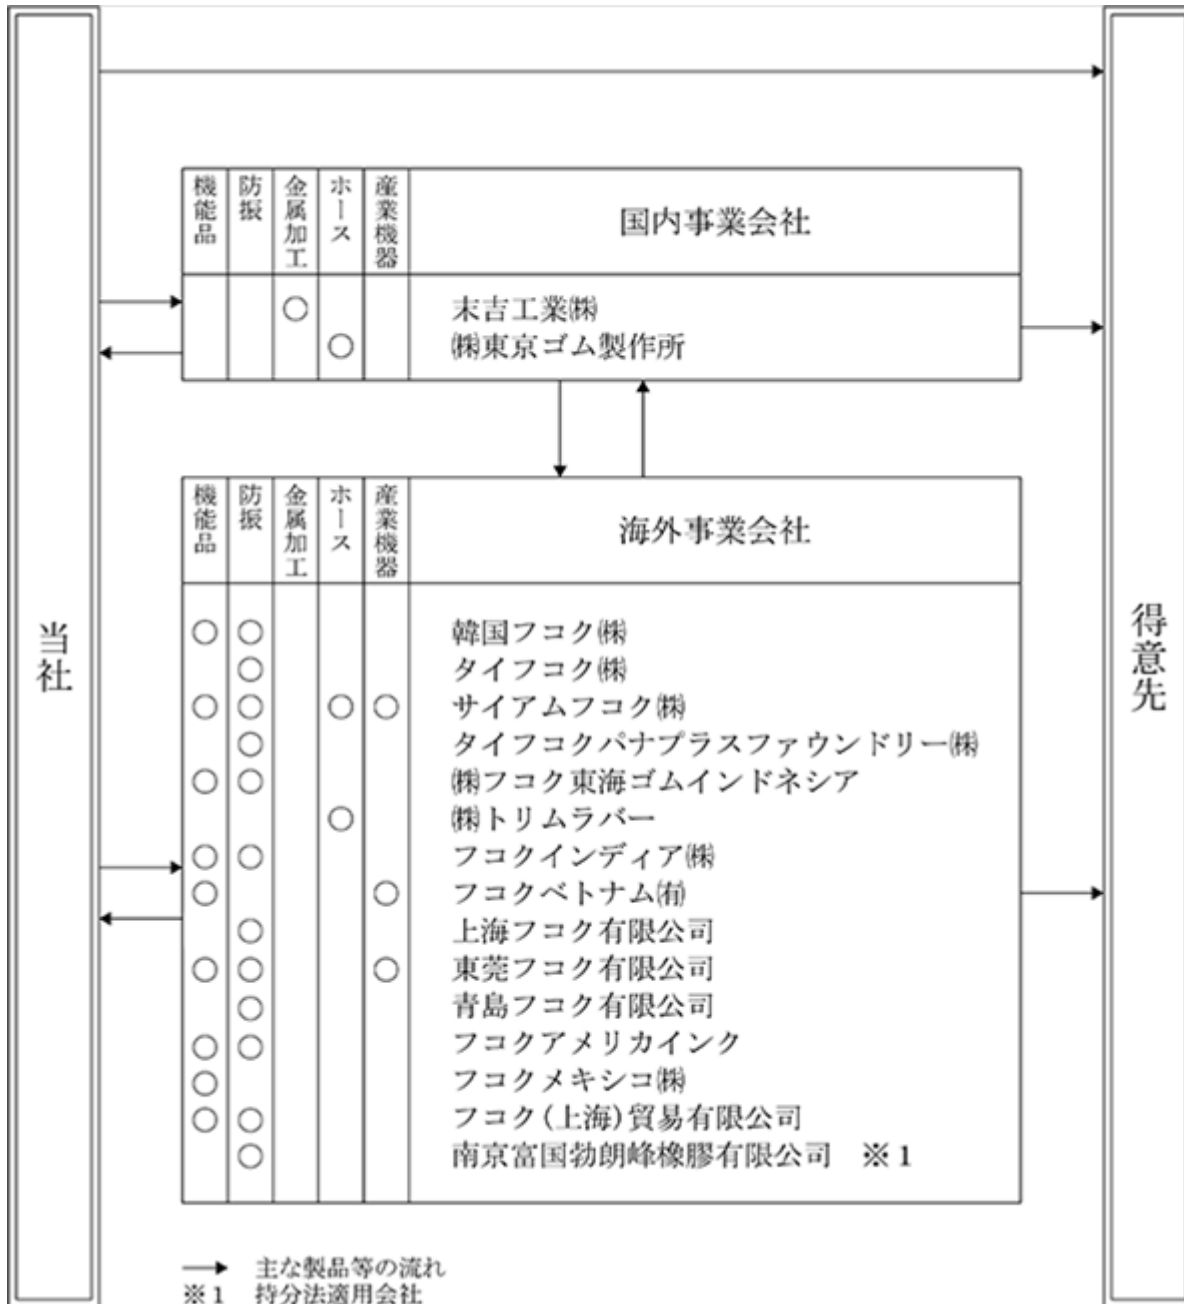 当社
機能品
防振
金属加工
ホース
産業機器
国内事業会社
○ 末吉工業㈱
○ ㈱東京ゴム製作所
機能品
防振
金属加工
ホース
産業機器
海外事業会社
○ ○ 韓国フコク㈱
○ タイフコク㈱
○ ○ ○ ○ サイアムフコク㈱
○ タイフコクパナプラスファウンドリー㈱
○ ○ ㈱フコク東海ゴムインドネシア
○ ㈱トリムラバー
○ ○ フコクインディア㈱
○ ○ フコクベトナム㈲
○ 上海フコク有限公司
○ ○ ○ 東莞フコク有限公司
○ 青島フコク有限公司
○ ○ フコクアメリカインク
○ フコクメキシコ㈱
○ ○ フコク(上海)貿易有限公司
○ 南京富国勃朗峰橡膠有限公司 ※1
得意先
→ 主な製品等の流れ
※1 持分法適用会社